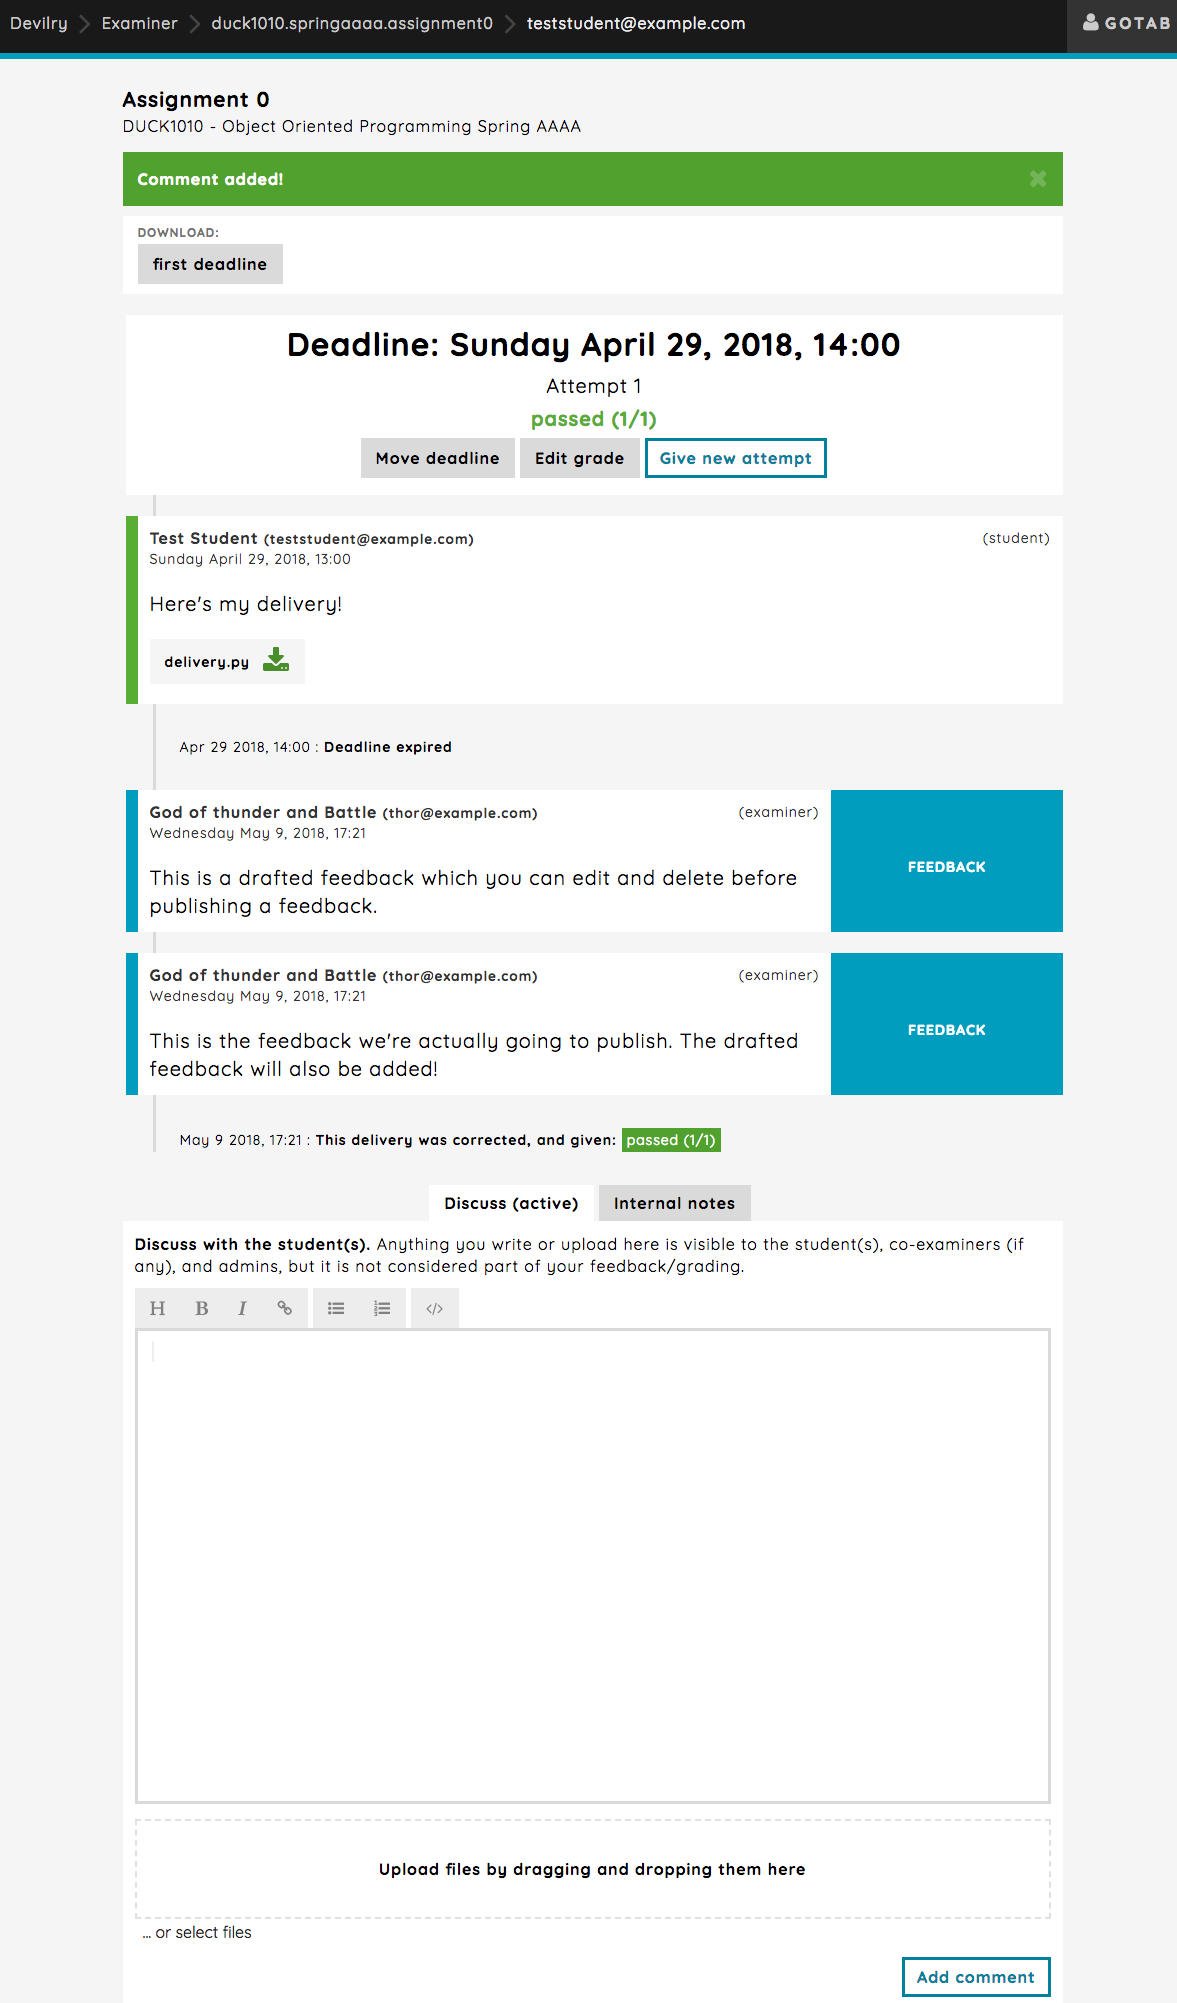 Devilry Examiner duck1010.springaaaa.assignment0 teststudent@example.com GOTAB
Assignment 0
DUCK1010 - Object Oriented Programming Spring AAAA
Comment added!
DOWNLOAD:
first deadline
Deadline: Sunday April 29, 2018, 14:00
Attempt 1
passed (1/1)
Move deadline Edit grade Give new attempt
Test Student (teststudent@example.com) (student)
Sunday April 29, 2018, 13:00
Here's my delivery!
delivery.py
Apr 29 2018, 14:00 : Deadline expired
God of thunder and Battle (thor@example.com) (examiner)
Wednesday May 9, 2018, 17:21
This is a drafted feedback which you can edit and delete before
publishing a feedback.
FEEDBACK
God of thunder and Battle (thor@example.com) (examiner)
Wednesday May 9, 2018, 17:21
This is the feedback we're actually going to publish. The drafted
feedback will also be added!
FEEDBACK
May 9 2018, 17:21 : This delivery was corrected, and given: passed (1/1)
Discuss (active) Internal notes
Discuss with the student(s). Anything you write or upload here is visible to the student(s), co-examiners (if
any), and admins, but it is not considered part of your feedback/grading.
H B I </>
Upload files by dragging and dropping them here
... or select files
Add comment